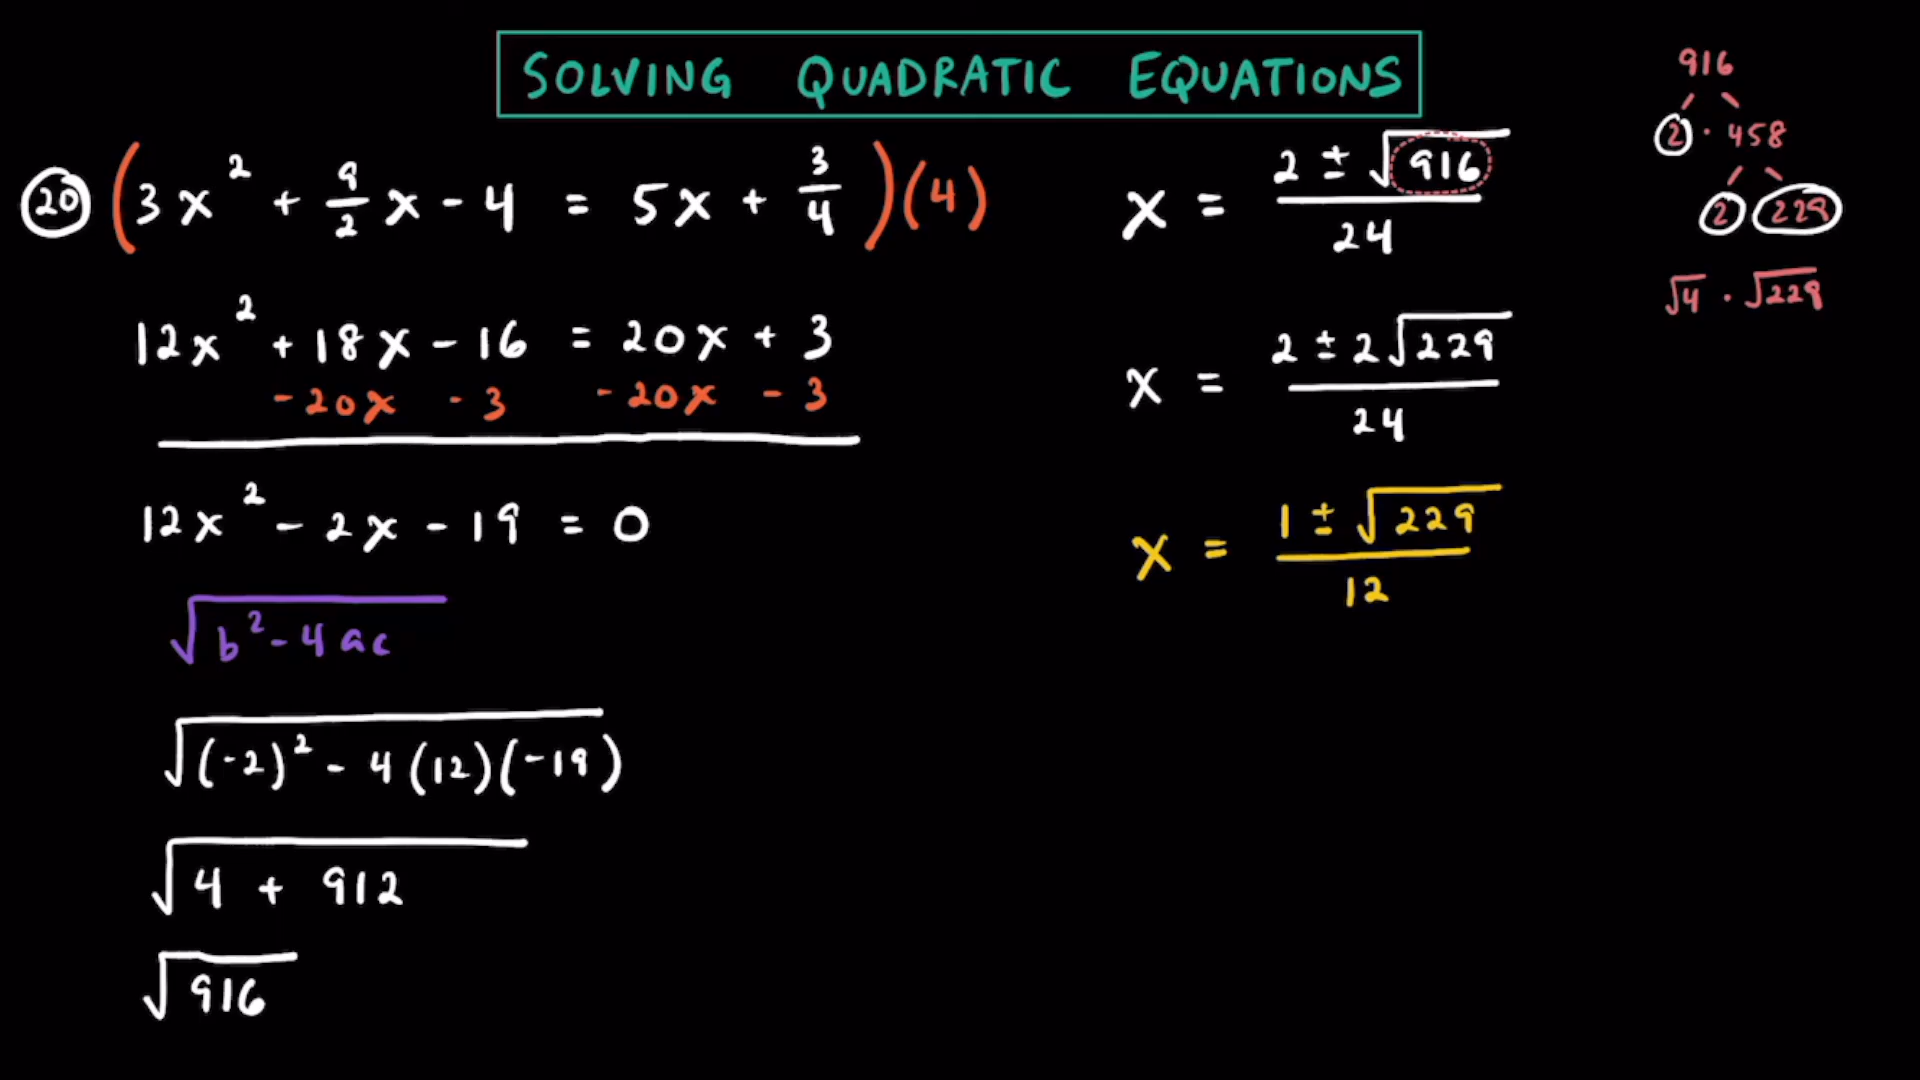 SOLVING QUADRATIC EQUATIONS
20 (3x² + 9/2 x - 4 = 5x + 3/4)(4)
12x² + 18x - 16 = 20x + 3
- 20x - 3 - 20x - 3
12x² - 2x - 19 = 0
√b² - 4ac
√(-2)² - 4(12)(-19)
√4 + 912
√916
x = 2 ± √916 / 24
x = 2 ± 2√229 / 24
x = 1 ± √229 / 12
916
2 · 458
2 229
√4 · √229